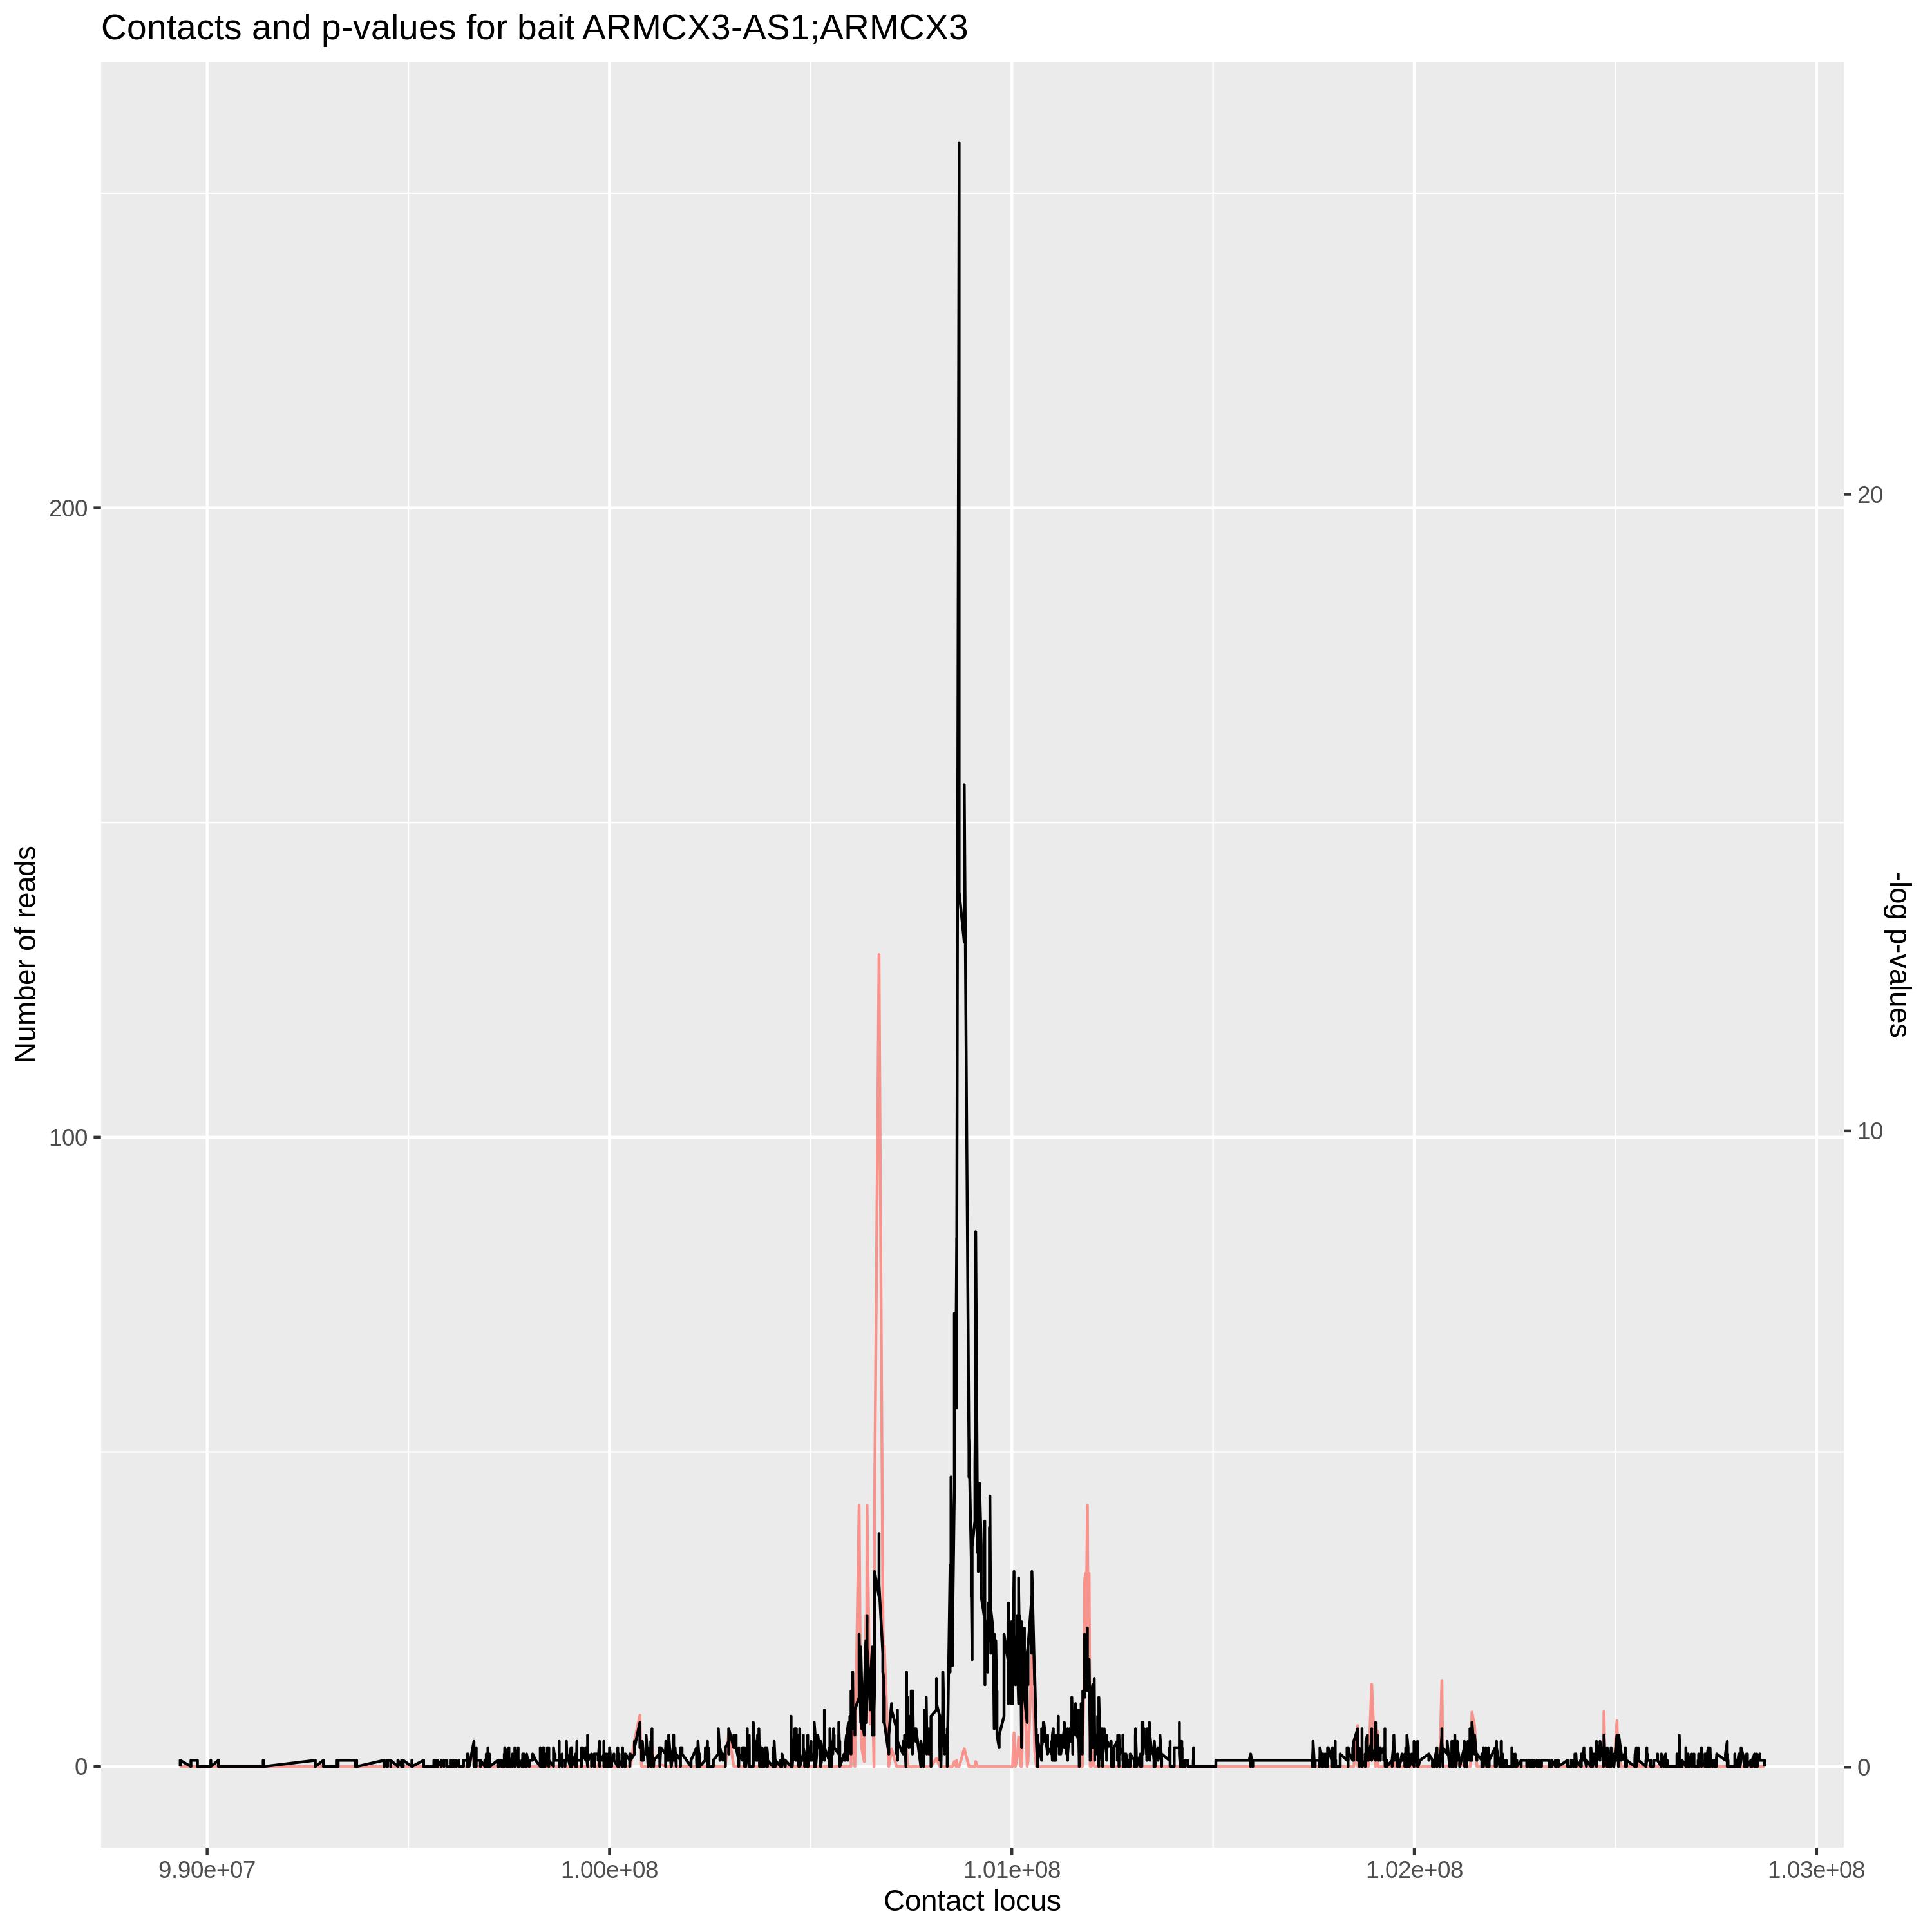 Contacts and p-values for bait ARMCX3-AS1;ARMCX3
Number of reads
200
100
0
20
10
0
-log p-values
9.90e+07
1.00e+08
1.01e+08
1.02e+08
1.03e+08
Contact locus